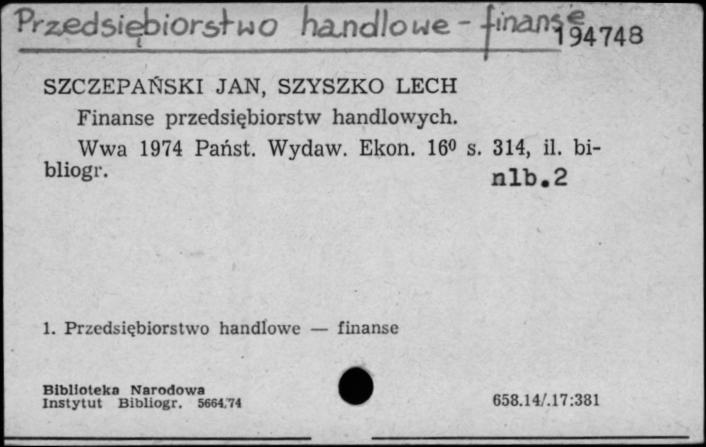 Przedsiębiorstwo handlowe - finanse
194748
SZCZEPAŃSKI JAN, SZYSZKO LECH
Finanse przedsiębiorstw handlowych.
Wwa 1974 Państ. Wydaw. Ekon. 16⁰ s. 314, il. bi-
bliogr.
nlb.2
1. Przedsiębiorstwo handlowe — finanse
Biblioteka Narodowa
Instytut Bibliogr. 5664/74
658.14/.17:381